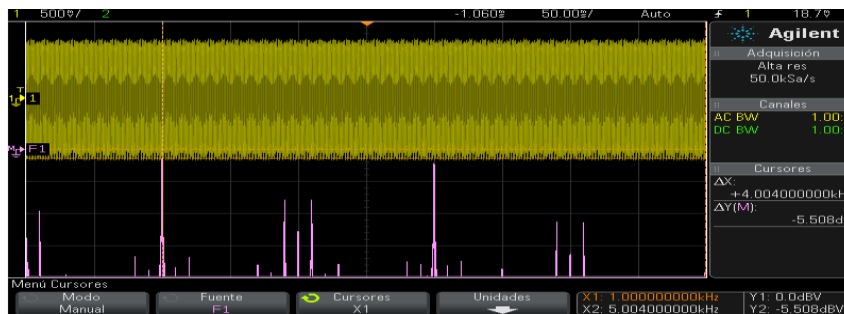 1 500▽/ 2 -1.060s 50.00s/ Auto 1 18.7▽
Agilent
Adquisición
Alta res
50.0kSa/s
1
Canales
AC BW 1.00:
DC BW 1.00:
F1
Cursores
ΔX:
+4.004000000kH
ΔY(M):
-5.508d
Menú Cursores
Modo
Manual
Fuente
F1
Cursores
X1
Unidades
X1: 1.000000000kHz
X2: 5.004000000kHz
Y1: 0.0dBV
Y2: -5.508dBV